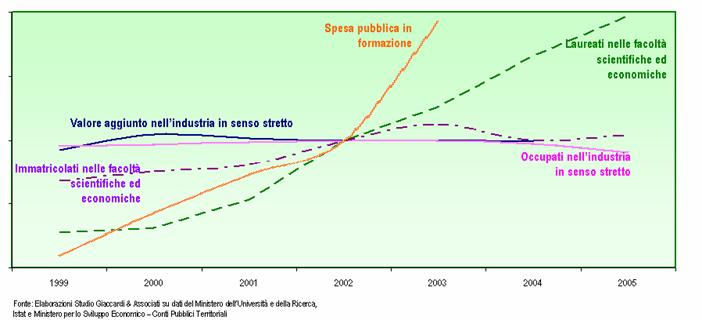 Spesa pubblica in
formazione
Laureati nelle facoltà
scientifiche ed
economiche
Valore aggiunto nell'industria in senso stretto
Immatricolati nelle facoltà
scientifiche ed
economiche
Occupati nell'industria
in senso stretto
1999 2000 2001 2002 2003 2004 2005
Fonte: Elaborazioni Studio Giaccardi & Associati su dati del Ministero dell'Università e della Ricerca,
Istat e Ministero per lo Sviluppo Economico – Conti Pubblici Territoriali